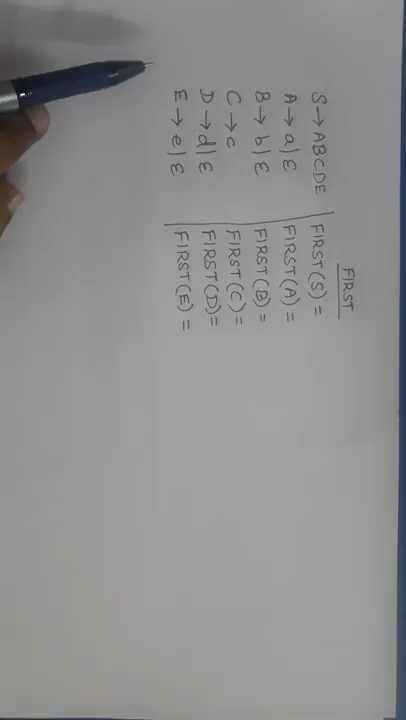 FIRST
S → ABCDE FIRST(S) =
A → a|ε FIRST(A) =
B → b|ε FIRST(B) =
C → c FIRST(C) =
D → d|ε FIRST(D) =
E → e|ε FIRST(E) =